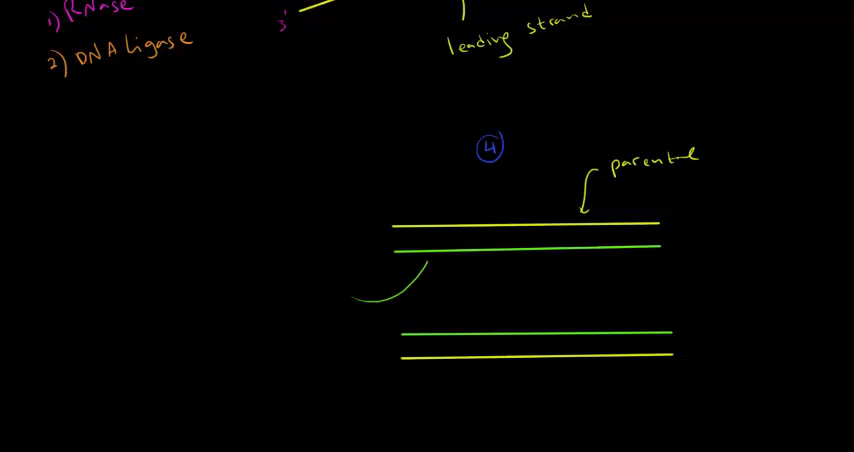 1) RNase
3'
leading strand
2) DNA Ligase
4
parental